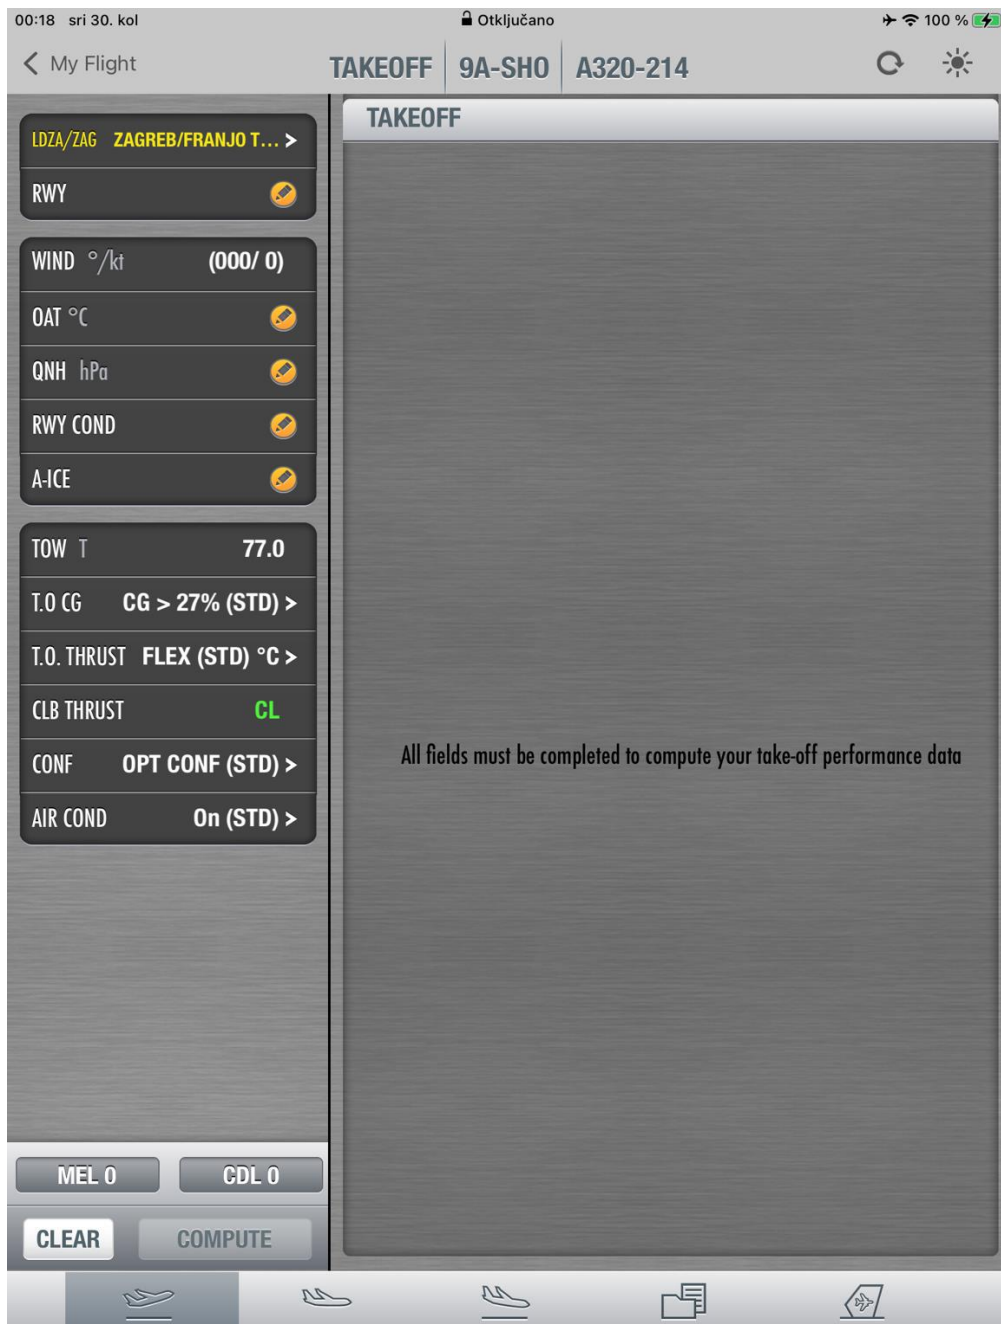 00:18 sri 30. kol Otključano 100 %
My Flight TAKEOFF 9A-SHO A320-214
TAKEOFF
LDZA/ZAG ZAGREB/FRANJO T... >
RWY
WIND °/kt (000/ 0)
OAT °C
QNH hPa
RWY COND
A-ICE
TOW T 77.0
T.O CG CG > 27% (STD) >
T.O. THRUST FLEX (STD) °C >
CLB THRUST CL
CONF OPT CONF (STD) >
AIR COND On (STD) >
All fields must be completed to compute your take-off performance data
MEL 0 CDL 0
CLEAR COMPUTE